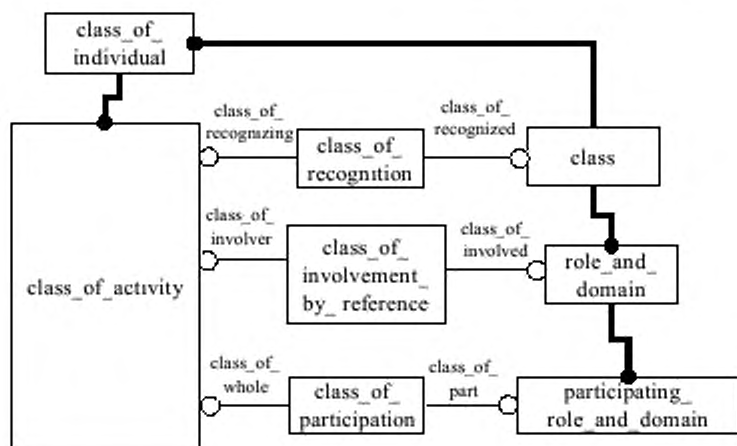 class_of_
individual
class_of_
recognizing
class_of_
recognized
class_of_
recognition
class
class_of_
involver
class_of_
involved
class_of_
involvement_
by_ reference
role_and_
domain
class_of_activity
class_of_
whole
class_of_
part
class_of_
participation
participating_
role_and_domain